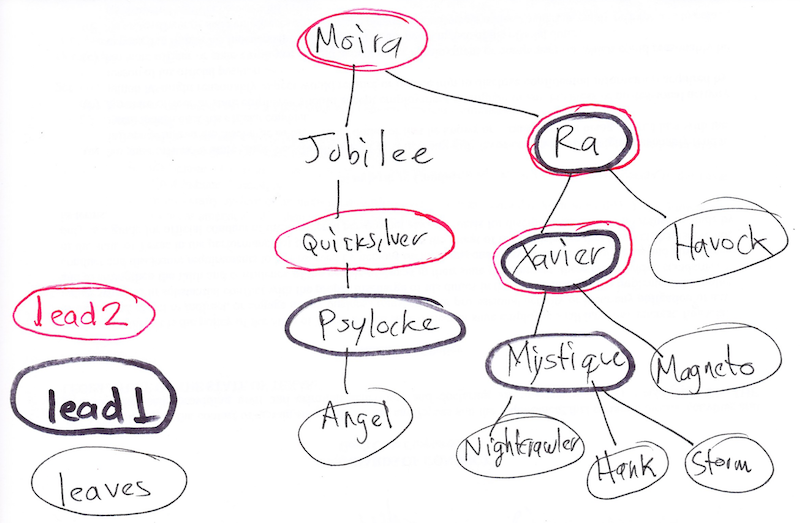 Moira
Jubilee
Ra
Quicksilver
Xavier
Havock
lead2
Psylocke
Mystique
Magneto
lead1
Angel
Nightcrawler
Hank
Storm
leaves